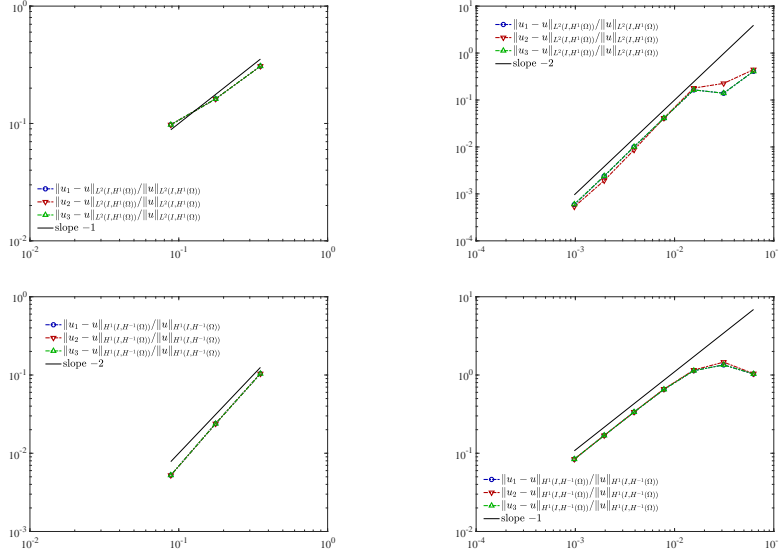 10^0
10^{-1}
10^{-2}
10^{-2}
10^{-1}
10^0
‖u_1 − u‖_{L^2(I,H^1(Ω))}/‖u‖_{L^2(I,H^1(Ω))}
‖u_2 − u‖_{L^2(I,H^1(Ω))}/‖u‖_{L^2(I,H^1(Ω))}
‖u_3 − u‖_{L^2(I,H^1(Ω))}/‖u‖_{L^2(I,H^1(Ω))}
slope −1
10^1
10^0
10^{-1}
10^{-2}
10^{-3}
10^{-4}
10^{-4}
10^{-3}
10^{-2}
‖u_1 − u‖_{L^2(I,H^1(Ω))}/‖u‖_{L^2(I,H^1(Ω))}
‖u_2 − u‖_{L^2(I,H^1(Ω))}/‖u‖_{L^2(I,H^1(Ω))}
‖u_3 − u‖_{L^2(I,H^1(Ω))}/‖u‖_{L^2(I,H^1(Ω))}
slope −2
10^0
10^{-1}
10^{-2}
10^{-3}
10^{-2}
10^{-1}
10^0
‖u_1 − u‖_{H^1(I,H^{-1}(Ω))}/‖u‖_{H^1(I,H^{-1}(Ω))}
‖u_2 − u‖_{H^1(I,H^{-1}(Ω))}/‖u‖_{H^1(I,H^{-1}(Ω))}
‖u_3 − u‖_{H^1(I,H^{-1}(Ω))}/‖u‖_{H^1(I,H^{-1}(Ω))}
slope −2
10^1
10^0
10^{-1}
10^{-2}
10^{-4}
10^{-3}
10^{-2}
‖u_1 − u‖_{H^1(I,H^{-1}(Ω))}/‖u‖_{H^1(I,H^{-1}(Ω))}
‖u_2 − u‖_{H^1(I,H^{-1}(Ω))}/‖u‖_{H^1(I,H^{-1}(Ω))}
‖u_3 − u‖_{H^1(I,H^{-1}(Ω))}/‖u‖_{H^1(I,H^{-1}(Ω))}
slope −1